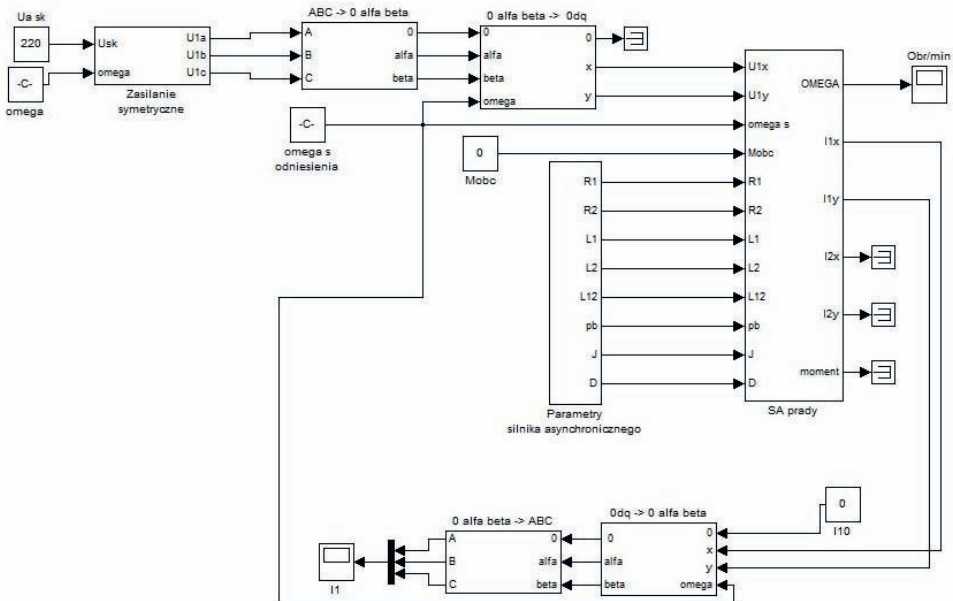 Ua sk
220
-C-
omega
Usk
omega
U1a
U1b
U1c
Zasilanie
symetryczne
ABC -> 0 alfa beta
A
B
C
0
alfa
beta
0 alfa beta -> 0dq
0
alfa
beta
omega
0
x
y
-C-
omega s
odniesienia
0
Mobc
R1
R2
L1
L2
L12
pb
J
D
Parametry
silnika asynchronicznego
U1x
U1y
omega s
Mobc
R1
R2
L1
L2
L12
pb
J
D
OMEGA
I1x
I1y
I2x
I2y
moment
SA prady
Obr/min
0
I10
0dq -> 0 alfa beta
0
x
y
omega
0
alfa
beta
0 alfa beta -> ABC
0
alfa
beta
A
B
C
I1